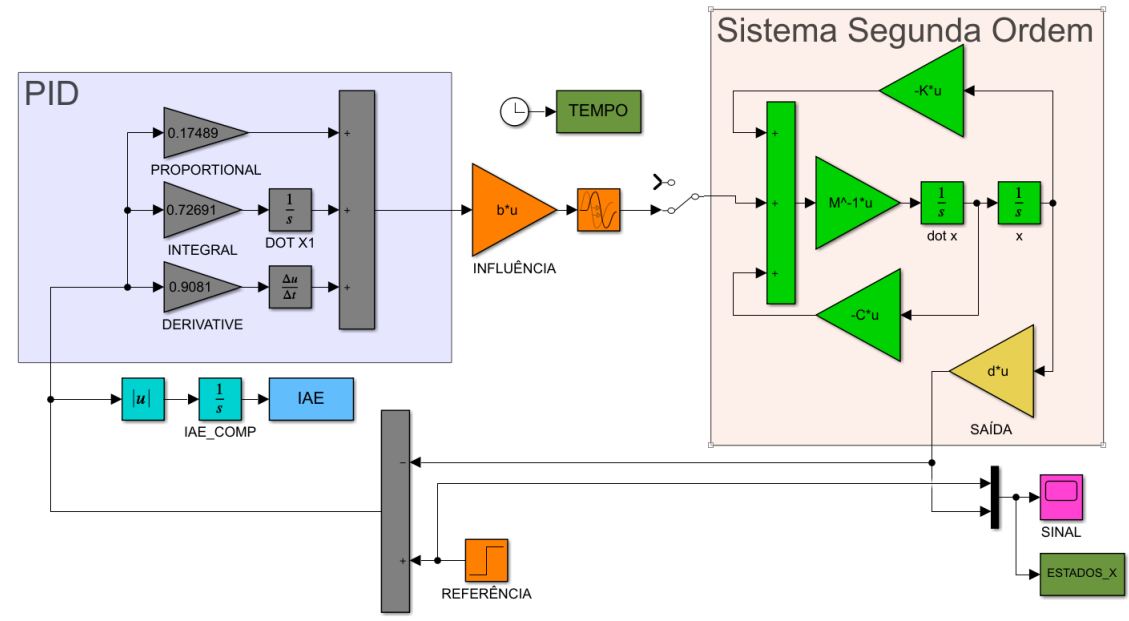 Sistema Segunda Ordem
PID
-K*u
TEMPO
0.17489
+
+
PROPORTIONAL
0.72691
1
s
+
b*u
+
M^-1*u
1
s
1
s
INTEGRAL
DOT X1
dot x
x
INFLUÊNCIA
+
0.9081
Δu
Δt
+
DERIVATIVE
-C*u
d*u
|u|
1
s
IAE
IAE_COMP
SAÍDA
−
SINAL
+
ESTADOS_X
REFERÊNCIA